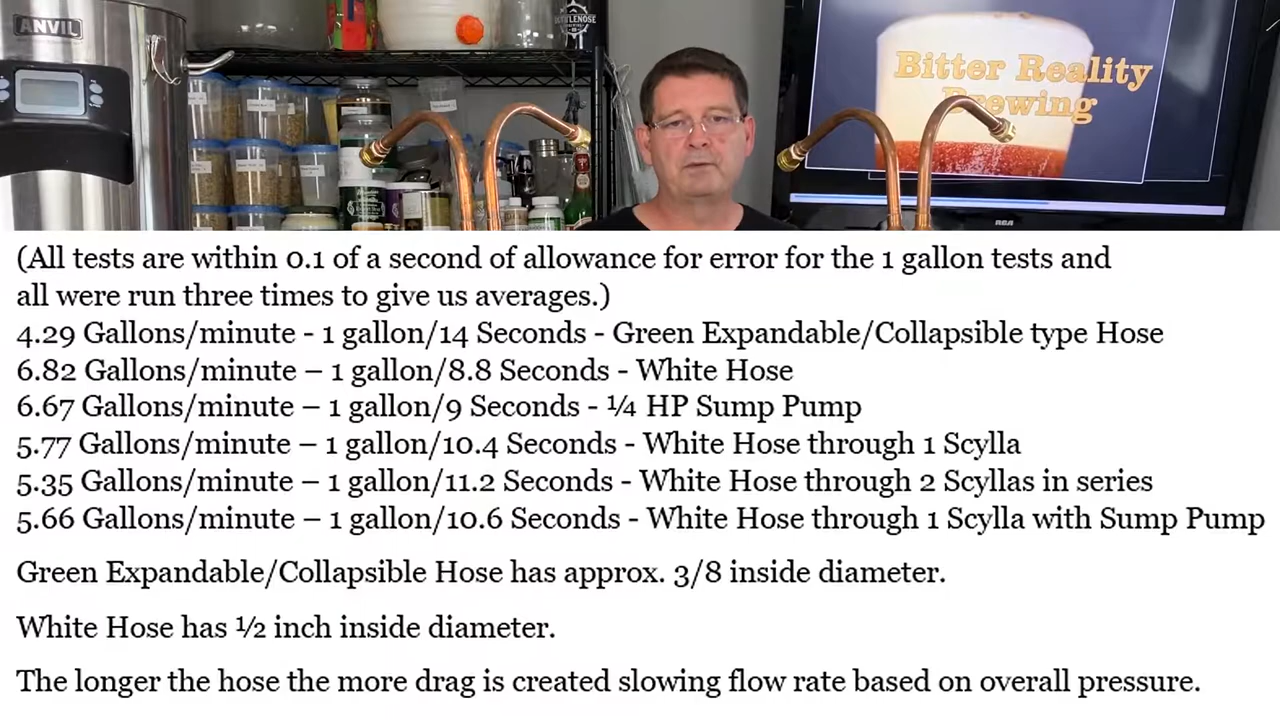 ANVIL
Bitter Reality
Brewing
RCA
(All tests are within 0.1 of a second of allowance for error for the 1 gallon tests and
all were run three times to give us averages.)
4.29 Gallons/minute - 1 gallon/14 Seconds - Green Expandable/Collapsible type Hose
6.82 Gallons/minute – 1 gallon/8.8 Seconds - White Hose
6.67 Gallons/minute – 1 gallon/9 Seconds - ¼ HP Sump Pump
5.77 Gallons/minute – 1 gallon/10.4 Seconds - White Hose through 1 Scylla
5.35 Gallons/minute – 1 gallon/11.2 Seconds - White Hose through 2 Scyllas in series
5.66 Gallons/minute – 1 gallon/10.6 Seconds - White Hose through 1 Scylla with Sump Pump
Green Expandable/Collapsible Hose has approx. 3/8 inside diameter.
White Hose has ½ inch inside diameter.
The longer the hose the more drag is created slowing flow rate based on overall pressure.